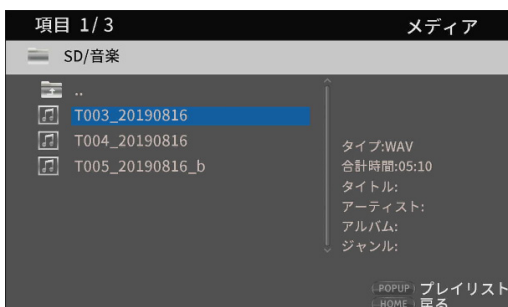 項目 1/3
メディア
SD/音楽
..
T003_20190816
T004_20190816
T005_20190816_b
タイプ:WAV
合計時間:05:10
タイトル:
アーティスト:
アルバム:
ジャンル:
POPUP プレイリスト
HOME 戻る